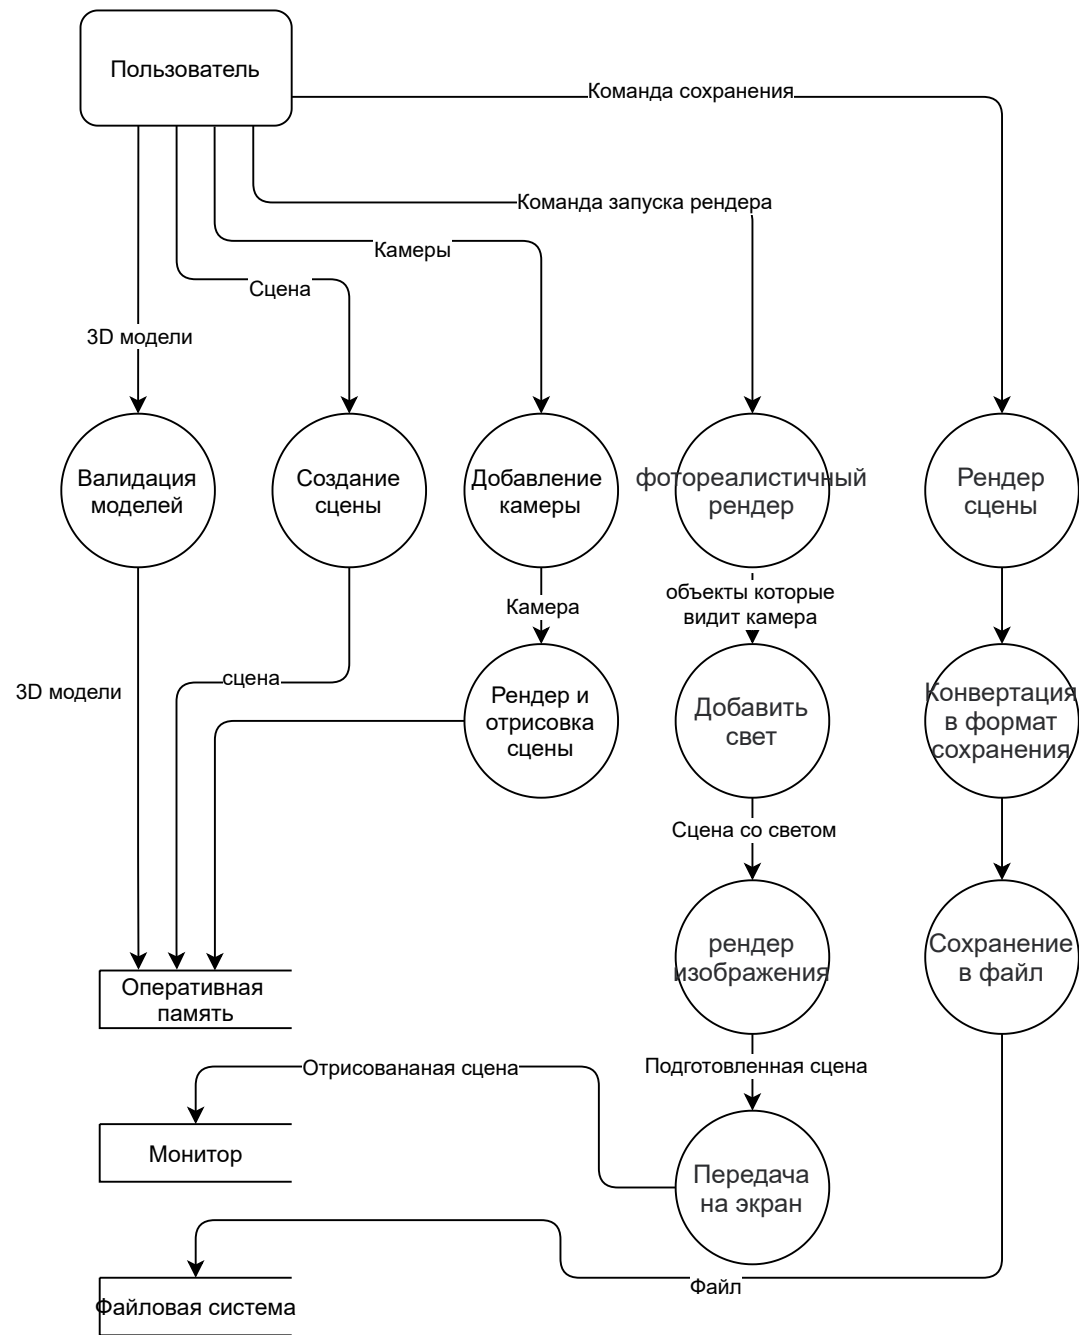 Пользователь
Команда сохранения
Команда запуска рендера
Камеры
Сцена
3D модели
Валидация
моделей
Создание
сцены
Добавление
камеры
фотореалистичный
рендер
Рендер
сцены
объекты которые
видит камера
Камера
3D модели
сцена
Рендер и
отрисовка
сцены
Добавить
свет
Конвертация
в формат
сохранения
Сцена со светом
рендер
изображения
Сохранение
в файл
Оперативная
память
Отрисовананая сцена
Подготовленная сцена
Монитор
Передача
на экран
Файл
Файловая система